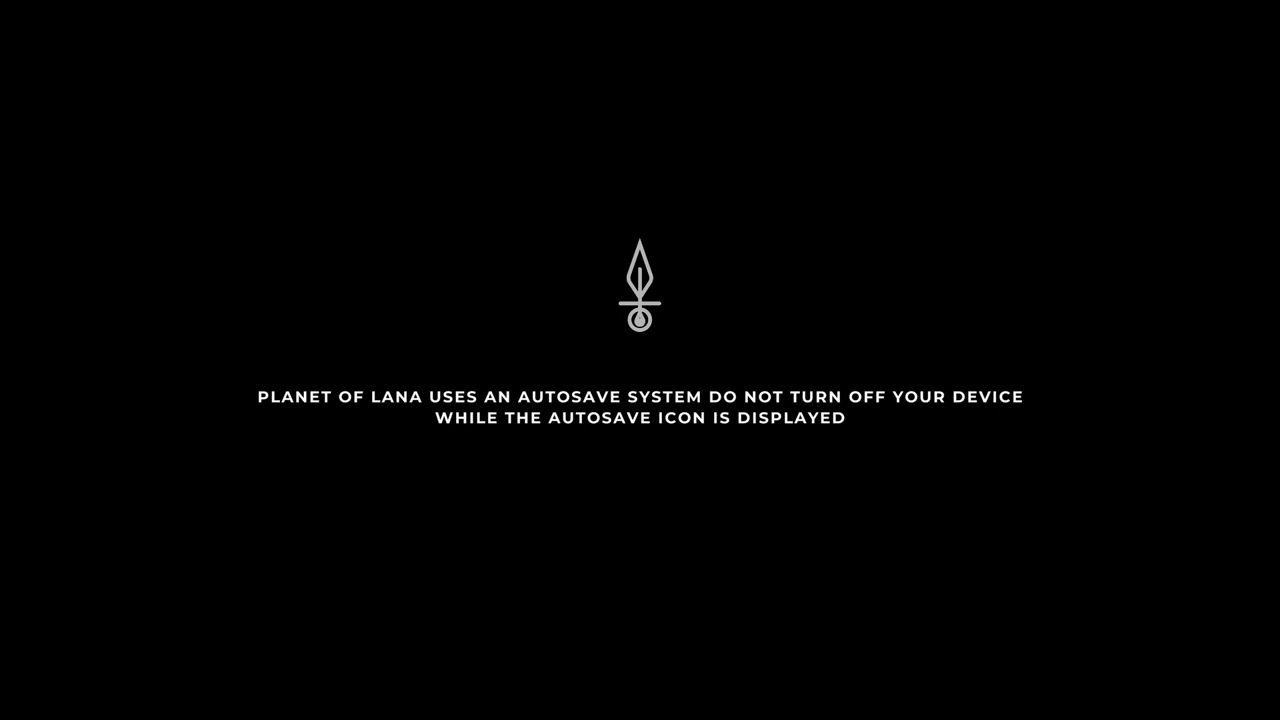 PLANET OF LANA USES AN AUTOSAVE SYSTEM DO NOT TURN OFF YOUR DEVICE
WHILE THE AUTOSAVE ICON IS DISPLAYED